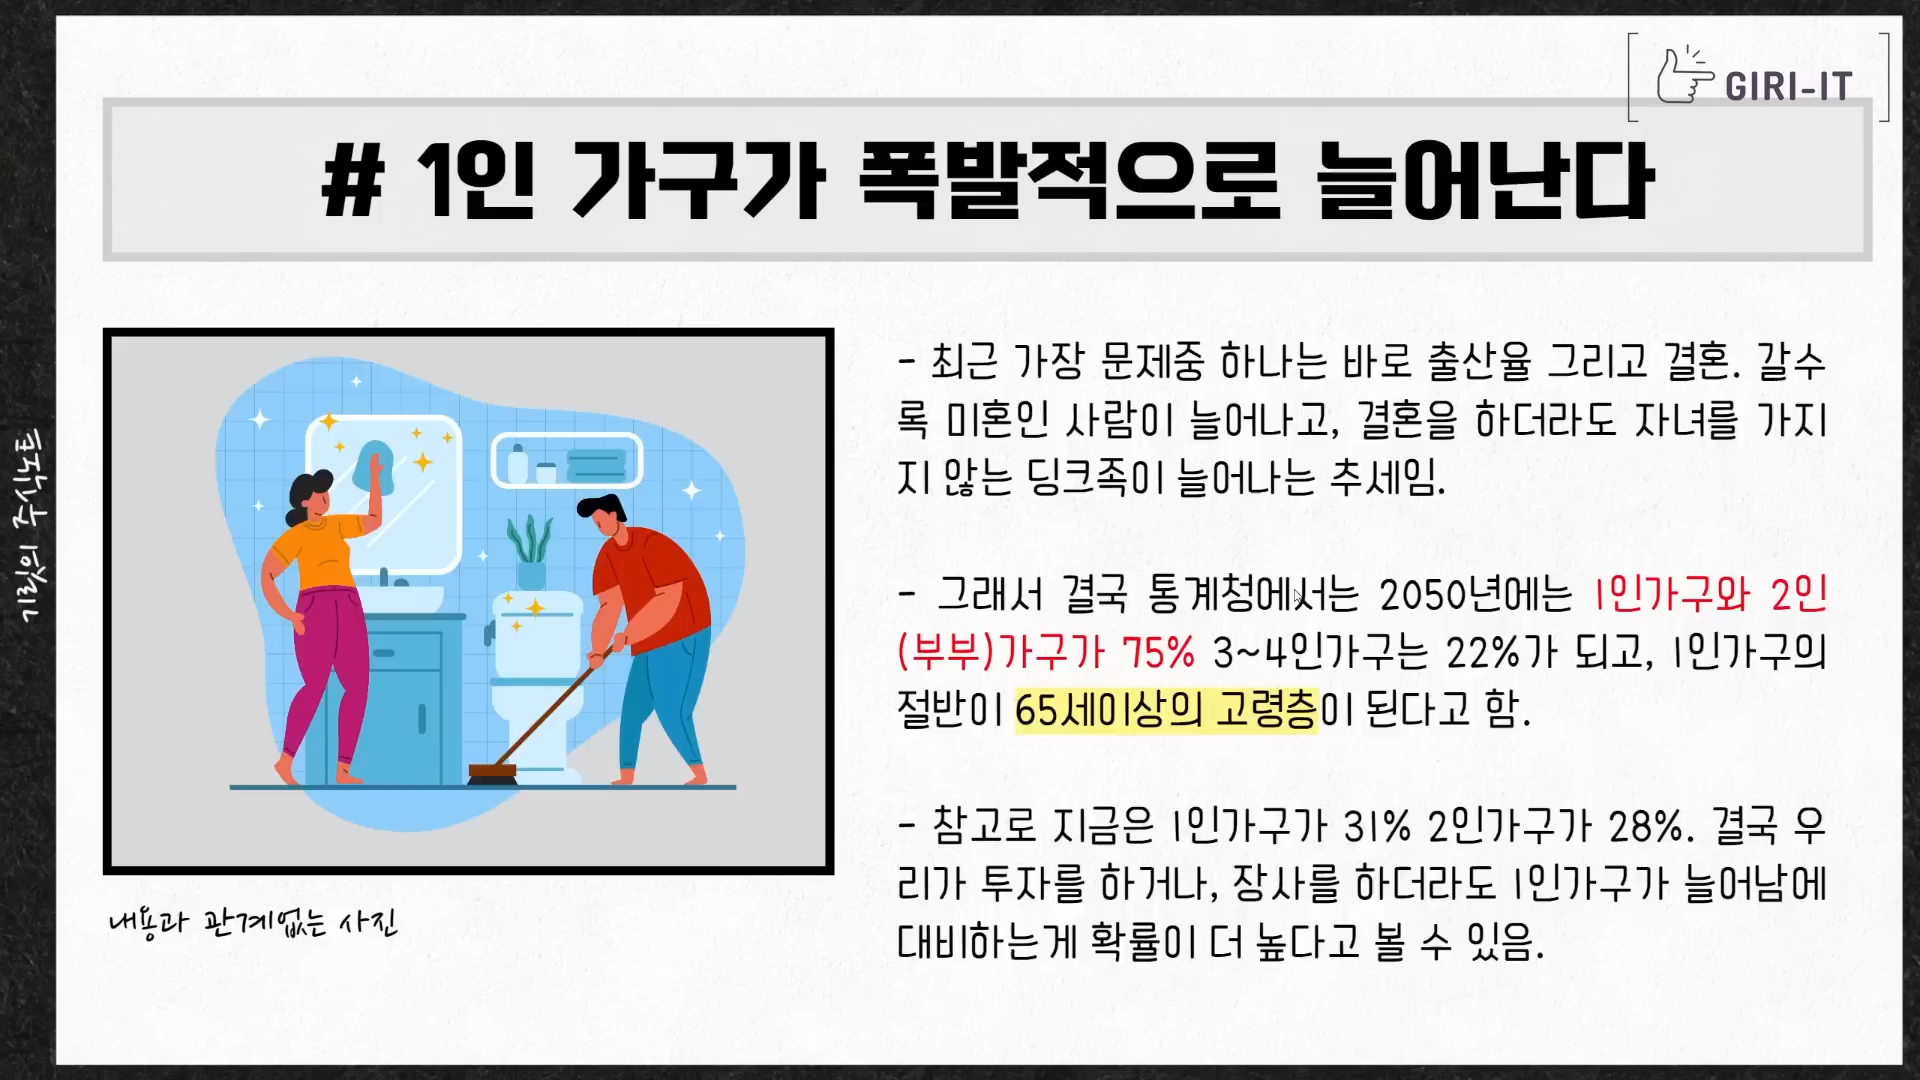 GIRI-IT
# 1인 가구가 폭발적으로 늘어난다
- 최근 가장 문제중 하나는 바로 출산율 그리고 결혼. 갈수
록 미혼인 사람이 늘어나고, 결혼을 하더라도 자녀를 가지
지 않는 딩크족이 늘어나는 추세임.
- 그래서 결국 통계청에서는 2050년에는 1인가구와 2인
(부부)가구가 75% 3~4인가구는 22%가 되고, 1인가구의
절반이 65세이상의 고령층이 된다고 함.
- 참고로 지금은 1인가구가 31% 2인가구가 28%. 결국 우
리가 투자를 하거나, 장사를 하더라도 1인가구가 늘어남에
대비하는게 확률이 더 높다고 볼 수 있음.
내용과 관계없는 사진
기릿의 주식노트